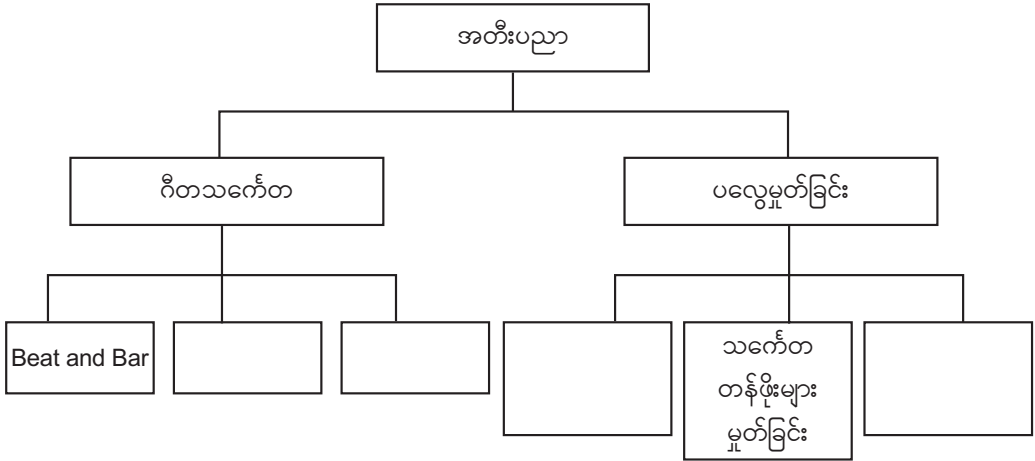 အတီးပညာ
ဂီတသင်္ကေတ
ပလွေမှုတ်ခြင်း
Beat and Bar
သင်္ကေတ
တန်ဖိုးများ
မှုတ်ခြင်း